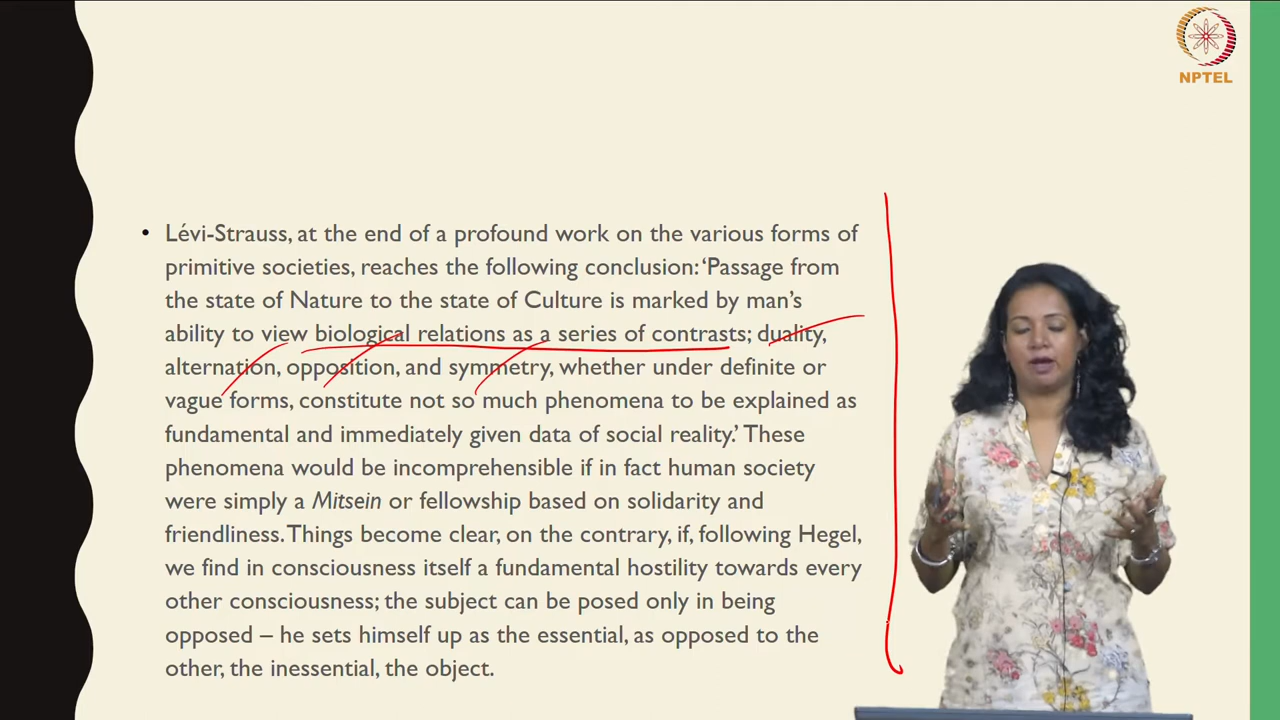 NPTEL
• Lévi-Strauss, at the end of a profound work on the various forms of
primitive societies, reaches the following conclusion: ‘Passage from
the state of Nature to the state of Culture is marked by man’s
ability to view biological relations as a series of contrasts; duality,
alternation, opposition, and symmetry, whether under definite or
vague forms, constitute not so much phenomena to be explained as
fundamental and immediately given data of social reality.’ These
phenomena would be incomprehensible if in fact human society
were simply a Mitsein or fellowship based on solidarity and
friendliness. Things become clear, on the contrary, if, following Hegel,
we find in consciousness itself a fundamental hostility towards every
other consciousness; the subject can be posed only in being
opposed – he sets himself up as the essential, as opposed to the
other, the inessential, the object.